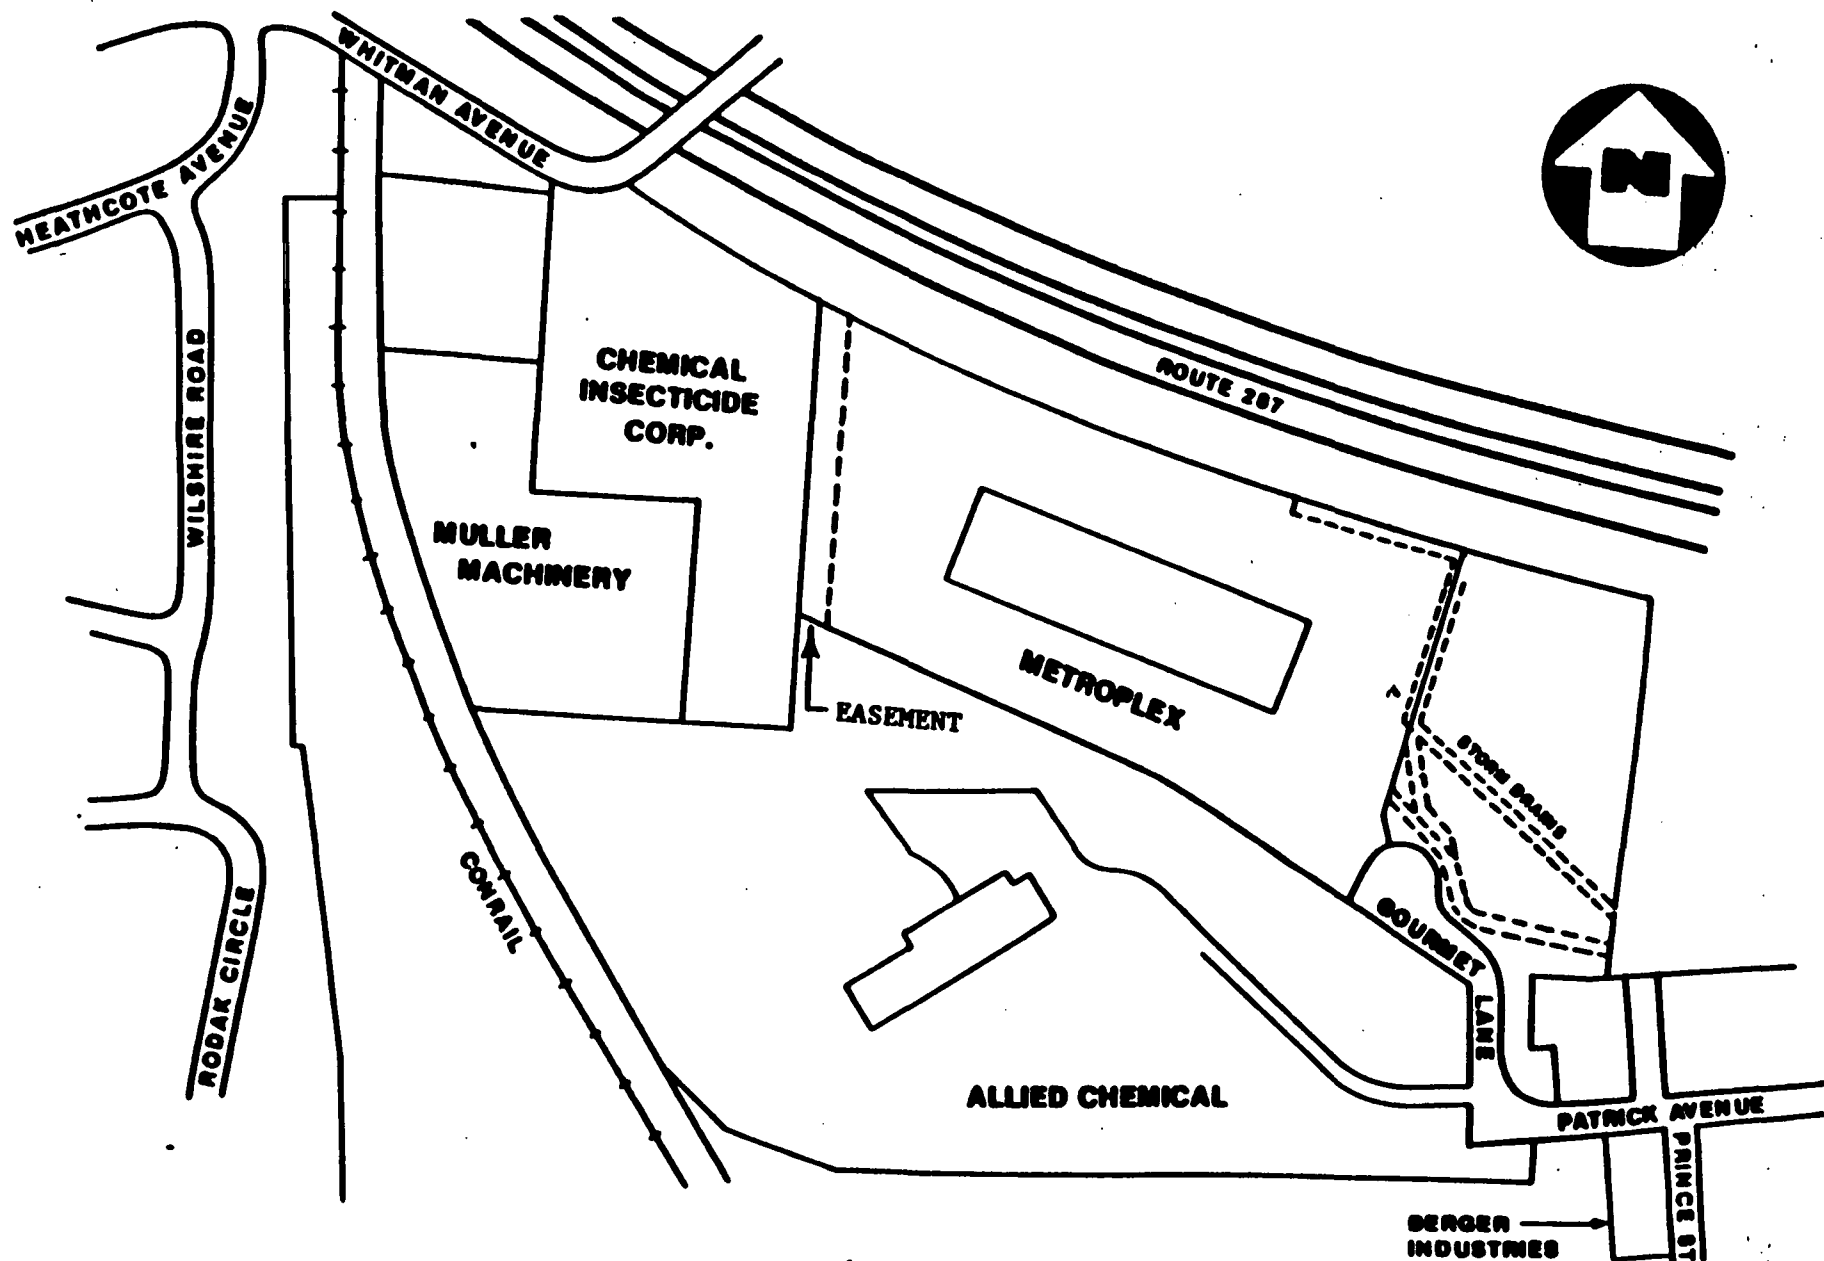 WHITMAN AVENUE
HEATHCOTE AVENUE
N
WILSHIRE ROAD
CHEMICAL
INSECTICIDE
CORP.
ROUTE 287
MULLER
MACHINERY
METROPLEX
EASEMENT
STORM DRAINS
CONRAIL
RODAK CIRCLE
GOURMET
LANE
ALLIED CHEMICAL
PATRICK AVENUE
PRINCE ST
BERGER
INDUSTRIES